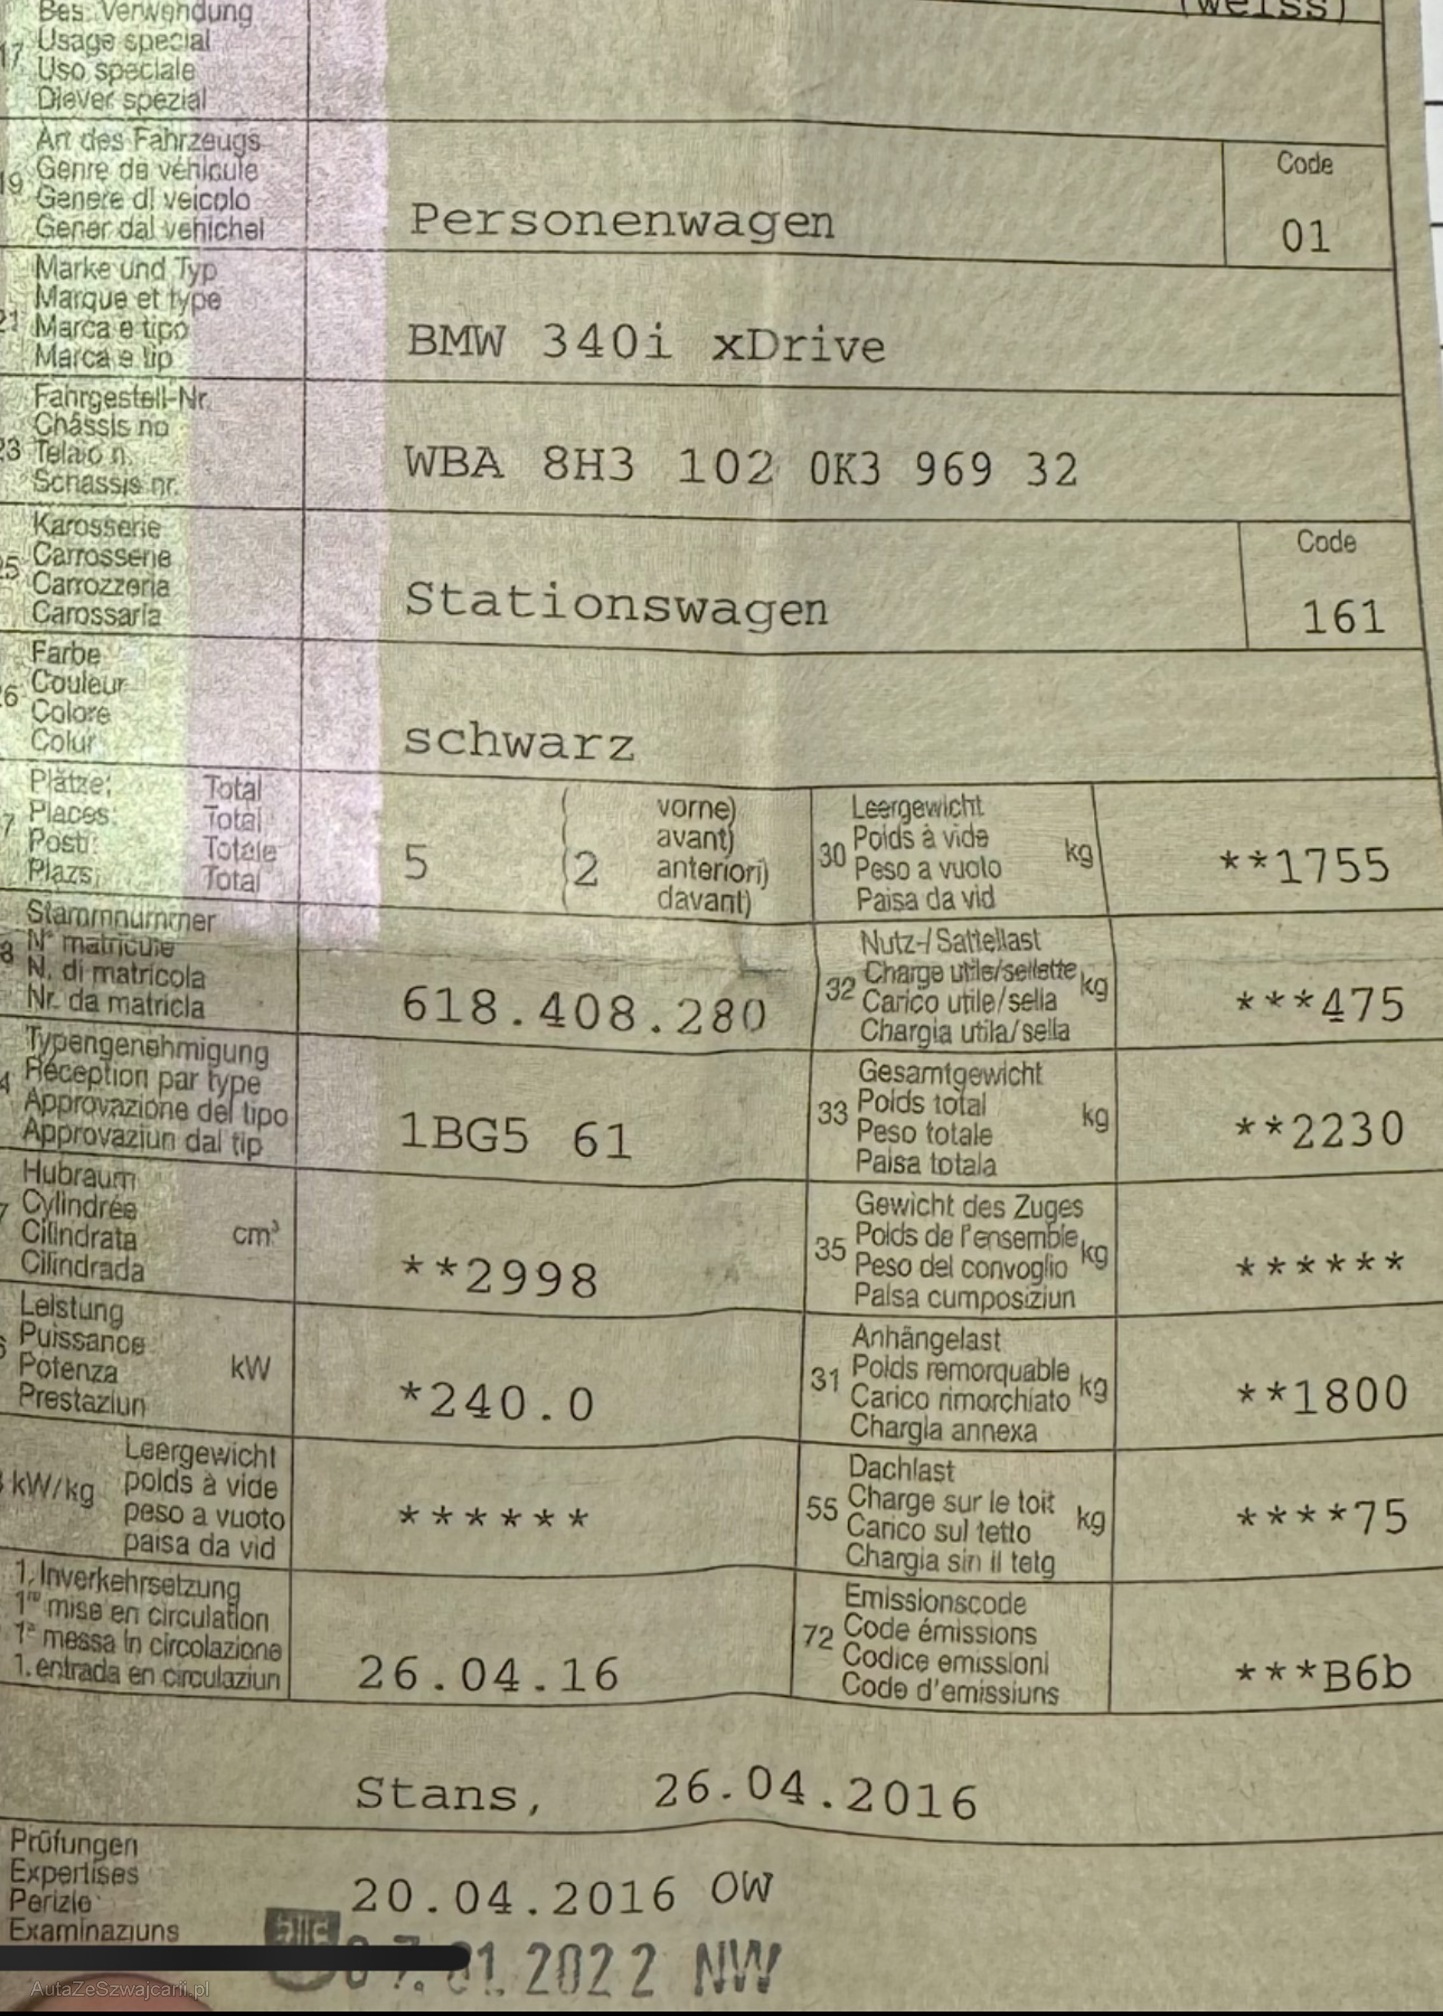 (weiss)
Bes. Verwendung
17 Usage special
Uso speciale
Diever spezial
Art des Fahrzeugs
19 Genre de véhicule
Genere di veicolo
Gener dal vehichel
Personenwagen
Code
01
Marke und Typ
21 Marque et type
Marca e tipo
Marca e tip
BMW 340i xDrive
Fahrgestell-Nr.
Châssis no
23 Telaio n.
Schassis nr.
WBA 8H3 102 0K3 969 32
Karosserie
25 Carrosserie
Carrozzeria
Carossaria
Stationswagen
Code
161
Farbe
26 Couleur
Colore
Colur
schwarz
Plätze: Total
7 Places: Total
Posti: Totale
Plazs: Total
5 (2
vorne)
avant)
anteriori)
davant)
30 Leergewicht
Poids à vide kg
Peso a vuoto
Paisa da vid
**1755
Stammnummer
8 N° matricule
N. di matricola
Nr. da matricla
618.408.280
Nutz-/Sattellast
32 Charge utile/sellette kg
Carico utile/sella
Chargia utila/sella
***475
Typengenehmigung
4 Réception par type
Approvazione del tipo
Approvaziun dal tip
1BG5 61
Gesamtgewicht
33 Poids total kg
Peso totale
Paisa totala
**2230
Hubraum
7 Cylindrée
Cilindrata cm³
Cilindrada
**2998
Gewicht des Zuges
35 Poids de l'ensemble kg
Peso del convoglio
Paisa cumposiziun
******
Leistung
6 Puissance
Potenza kW
Prestaziun
*240.0
Anhängelast
31 Poids remorquable kg
Carico rimorchiato
Chargia annexa
**1800
Leergewicht
kW/kg poids à vide
peso a vuoto
paisa da vid
******
Dachlast
55 Charge sur le toit kg
Carico sul tetto
Chargia sin il tetg
****75
1. Inverkehrsetzung
1re mise en circulation
1a messa in circolazione
1. entrada en circulaziun
26.04.16
Emissionscode
72 Code émissions
Codice emissioni
Code d'emissiuns
***B6b
Stans, 26.04.2016
Prüfungen
Expertises
Perizie
Examinaziuns
20.04.2016 OW
07.01.2022 NW
AutaZeSzwajcarii.pl